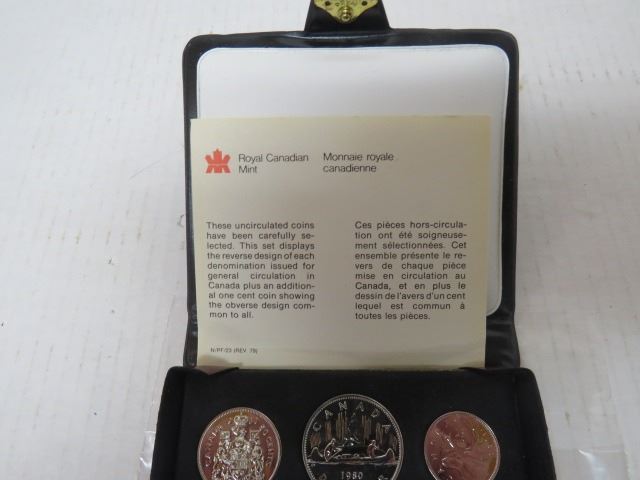 Royal Canadian
Mint
Monnaie royale
canadienne
These uncirculated coins
have been carefully se-
lected. This set displays
the reverse design of each
denomination issued for
general circulation in
Canada plus an addition-
al one cent coin showing
the obverse design com-
mon to all.
Ces pièces hors-circula-
tion ont été soigneuse-
ment sélectionnées. Cet
ensemble présente le re-
vers de chaque pièce
mise en circulation au
Canada, et en plus le
dessin de l'avers d'un cent
lequel est commun à
toutes les pièces.
N/PF/23 (REV. 79)
CANADA
CANADA
1980